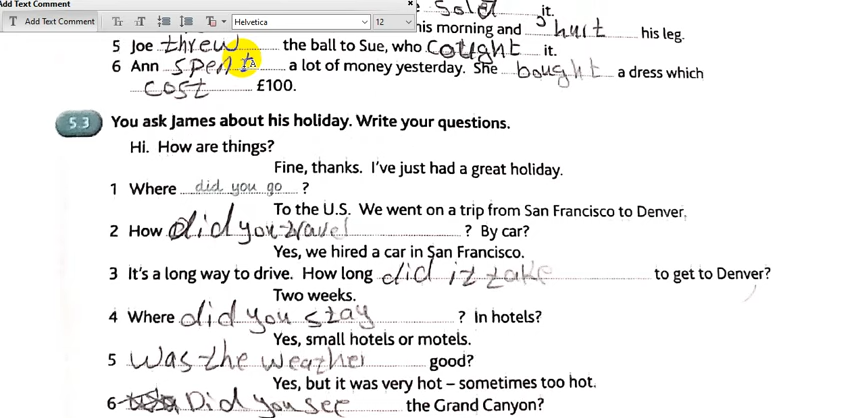 Add Text Comment
T Add Text Comment Helvetica 12
sold it.
his morning and hurt his leg.
5 Joe threw the ball to Sue, who cought it.
6 Ann spent a lot of money yesterday. She bought a dress which
cost £100.
5.3 You ask James about his holiday. Write your questions.
Hi. How are things?
Fine, thanks. I've just had a great holiday.
1 Where did you go ?
To the U.S. We went on a trip from San Francisco to Denver.
2 How did you travel ? By car?
Yes, we hired a car in San Francisco.
3 It's a long way to drive. How long did it take to get to Denver?
Two weeks.
4 Where did you stay ? In hotels?
Yes, small hotels or motels.
5 Was the weather good?
Yes, but it was very hot – sometimes too hot.
6 Did you see the Grand Canyon?